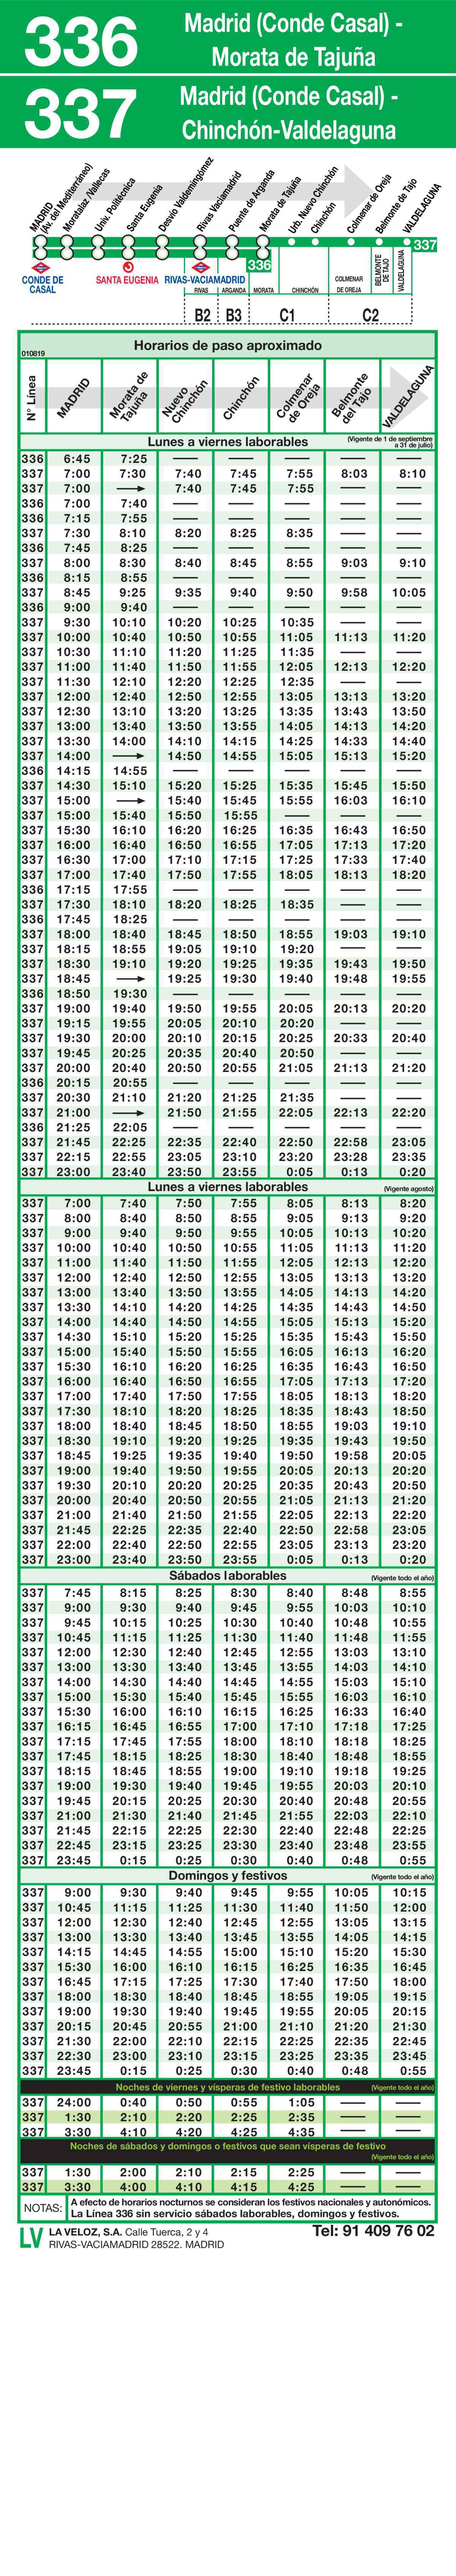 336
Madrid (Conde Casal) -
Morata de Tajuña
337
Madrid (Conde Casal) -
Chinchón-Valdelaguna
MADRID
(Av. del Mediterráneo)
Moratalaz /Vallecas
Univ. Politécnica
Santa Eugenia
Desvío Valdemingómez
Rivas Vaciamadrid
Puente de Arganda
Morata de Tajuña
Urb. Nuevo Chinchón
Chinchón
Colmenar de Oreja
Belmonte de Tajo
VALDELAGUNA
337
336
CONDE DE
CASAL
SANTA EUGENIA
RIVAS-VACIAMADRID
RIVAS
ARGANDA
MORATA
CHINCHÓN
COLMENAR
DE OREJA
BELMONTE
DE TAJO
VALDELAGUNA
B2 B3 C1 C2
Horarios de paso aproximado
010819
Nº Línea
MADRID
Morata de
Tajuña
Nuevo
Chinchón
Chinchón
Colmenar
de Oreja
Belmonte
del Tajo
VALDELAGUNA
Lunes a viernes laborables
(Vigente de 1 de septiembre
a 31 de julio)
336 6:45 7:25 — — — — —
337 7:00 7:30 7:40 7:45 7:55 8:03 8:10
337 7:00 → 7:40 7:45 7:55 — —
336 7:00 7:40 — — — — —
336 7:15 7:55 — — — — —
337 7:30 8:10 8:20 8:25 8:35 — —
336 7:45 8:25 — — — — —
337 8:00 8:30 8:40 8:45 8:55 9:03 9:10
336 8:15 8:55 — — — — —
337 8:45 9:25 9:35 9:40 9:50 9:58 10:05
336 9:00 9:40 — — — — —
337 9:30 10:10 10:20 10:25 10:35 — —
337 10:00 10:40 10:50 10:55 11:05 11:13 11:20
337 10:30 11:10 11:20 11:25 11:35 — —
337 11:00 11:40 11:50 11:55 12:05 12:13 12:20
337 11:30 12:10 12:20 12:25 12:35 — —
337 12:00 12:40 12:50 12:55 13:05 13:13 13:20
337 12:30 13:10 13:20 13:25 13:35 13:43 13:50
337 13:00 13:40 13:50 13:55 14:05 14:13 14:20
337 13:30 14:00 14:10 14:15 14:25 14:33 14:40
337 14:00 → 14:50 14:55 15:05 15:13 15:20
336 14:15 14:55 — — — — —
337 14:30 15:10 15:20 15:25 15:35 15:45 15:50
337 15:00 → 15:40 15:45 15:55 16:03 16:10
337 15:00 15:40 15:50 15:55 — — —
337 15:30 16:10 16:20 16:25 16:35 16:43 16:50
337 16:00 16:40 16:50 16:55 17:05 17:13 17:20
337 16:30 17:00 17:10 17:15 17:25 17:33 17:40
337 17:00 17:40 17:50 17:55 18:05 18:13 18:20
336 17:15 17:55 — — — — —
337 17:30 18:10 18:20 18:25 18:35 — —
336 17:45 18:25 — — — — —
337 18:00 18:40 18:45 18:50 18:55 19:03 19:10
337 18:15 18:55 19:05 19:10 19:20 — —
337 18:30 19:10 19:20 19:25 19:35 19:43 19:50
337 18:45 → 19:25 19:30 19:40 19:48 19:55
336 18:50 19:30 — — — — —
337 19:00 19:40 19:50 19:55 20:05 20:13 20:20
337 19:15 19:55 20:05 20:10 20:20 — —
337 19:30 20:00 20:10 20:15 20:25 20:33 20:40
337 19:45 20:25 20:35 20:40 20:50 — —
337 20:00 20:40 20:50 20:55 21:05 21:13 21:20
336 20:15 20:55 — — — — —
337 20:30 21:10 21:20 21:25 21:35 — —
337 21:00 → 21:50 21:55 22:05 22:13 22:20
336 21:25 22:05 — — — — —
337 21:45 22:25 22:35 22:40 22:50 22:58 23:05
337 22:15 22:55 23:05 23:10 23:20 23:28 23:35
337 23:00 23:40 23:50 23:55 0:05 0:13 0:20
Lunes a viernes laborables
(Vigente agosto)
337 7:00 7:40 7:50 7:55 8:05 8:13 8:20
337 8:00 8:40 8:50 8:55 9:05 9:13 9:20
337 9:00 9:40 9:50 9:55 10:05 10:13 10:20
337 10:00 10:40 10:50 10:55 11:05 11:13 11:20
337 11:00 11:40 11:50 11:55 12:05 12:13 12:20
337 12:00 12:40 12:50 12:55 13:05 13:13 13:20
337 13:00 13:40 13:50 13:55 14:05 14:13 14:20
337 13:30 14:10 14:20 14:25 14:35 14:43 14:50
337 14:00 14:40 14:50 14:55 15:05 15:13 15:20
337 14:30 15:10 15:20 15:25 15:35 15:43 15:50
337 15:00 15:40 15:50 15:55 16:05 16:13 16:20
337 15:30 16:10 16:20 16:25 16:35 16:43 16:50
337 16:00 16:40 16:50 16:55 17:05 17:13 17:20
337 17:00 17:40 17:50 17:55 18:05 18:13 18:20
337 17:30 18:10 18:20 18:25 18:35 18:43 18:50
337 18:00 18:40 18:45 18:50 18:55 19:03 19:10
337 18:30 19:10 19:20 19:25 19:35 19:43 19:50
337 18:45 19:25 19:35 19:40 19:50 19:58 20:05
337 19:00 19:40 19:50 19:55 20:05 20:13 20:20
337 19:30 20:10 20:20 20:25 20:35 20:43 20:50
337 20:00 20:40 20:50 20:55 21:05 21:13 21:20
337 21:00 21:40 21:50 21:55 22:05 22:13 22:20
337 21:45 22:25 22:35 22:40 22:50 22:58 23:05
337 22:00 22:40 22:50 22:55 23:05 23:13 23:20
337 23:00 23:40 23:50 23:55 0:05 0:13 0:20
Sábados laborables
(Vigente todo el año)
337 7:45 8:15 8:25 8:30 8:40 8:48 8:55
337 9:00 9:30 9:40 9:45 9:55 10:03 10:10
337 9:45 10:15 10:25 10:30 10:40 10:48 10:55
337 10:45 11:15 11:25 11:30 11:40 11:48 11:55
337 12:00 12:30 12:40 12:45 12:55 13:03 13:10
337 13:00 13:30 13:40 13:45 13:55 14:03 14:10
337 14:00 14:30 14:40 14:45 14:55 15:03 15:10
337 15:00 15:30 15:40 15:45 15:55 16:03 16:10
337 15:30 16:00 16:10 16:15 16:25 16:33 16:40
337 16:15 16:45 16:55 17:00 17:10 17:18 17:25
337 17:15 17:45 17:55 18:00 18:10 18:18 18:25
337 17:45 18:15 18:25 18:30 18:40 18:48 18:55
337 18:15 18:45 18:55 19:00 19:10 19:18 19:25
337 19:00 19:30 19:40 19:45 19:55 20:03 20:10
337 19:45 20:15 20:25 20:30 20:40 20:48 20:55
337 21:00 21:30 21:40 21:45 21:55 22:03 22:10
337 21:45 22:15 22:25 22:30 22:40 22:48 22:25
337 22:45 23:15 23:25 23:30 23:40 23:48 23:55
337 23:45 0:15 0:25 0:30 0:40 0:48 0:55
Domingos y festivos
(Vigente todo el año)
337 9:00 9:30 9:40 9:45 9:55 10:05 10:15
337 10:45 11:15 11:25 11:30 11:40 11:50 12:00
337 12:00 12:30 12:40 12:45 12:55 13:05 13:15
337 13:00 13:30 13:40 13:45 13:55 14:05 14:15
337 14:15 14:45 14:55 15:00 15:10 15:20 15:30
337 15:30 16:00 16:10 16:15 16:25 16:35 16:45
337 16:45 17:15 17:25 17:30 17:40 17:50 18:00
337 18:00 18:30 18:40 18:45 18:55 19:05 19:15
337 19:00 19:30 19:40 19:45 19:55 20:05 20:15
337 20:15 20:45 20:55 21:00 21:10 21:20 21:30
337 21:30 22:00 22:10 22:15 22:25 22:35 22:45
337 22:30 23:00 23:10 23:15 23:25 23:35 23:45
337 23:45 0:15 0:25 0:30 0:40 0:48 0:55
Noches de viernes y vísperas de festivo laborables
(Vigente todo el año)
337 24:00 0:40 0:50 0:55 1:05 — —
337 1:30 2:10 2:20 2:25 2:35 — —
337 3:30 4:10 4:20 4:25 4:35 — —
Noches de sábados y domingos o festivos que sean vísperas de festivo
(Vigente todo el año)
337 1:30 2:00 2:10 2:15 2:25 — —
337 3:30 4:00 4:10 4:15 4:25 — —
NOTAS:
A efecto de horarios nocturnos se consideran los festivos nacionales y autonómicos.
La Línea 336 sin servicio sábados laborables, domingos y festivos.
LV
LA VELOZ, S.A. Calle Tuerca, 2 y 4
RIVAS-VACIAMADRID 28522. MADRID
Tel: 91 409 76 02